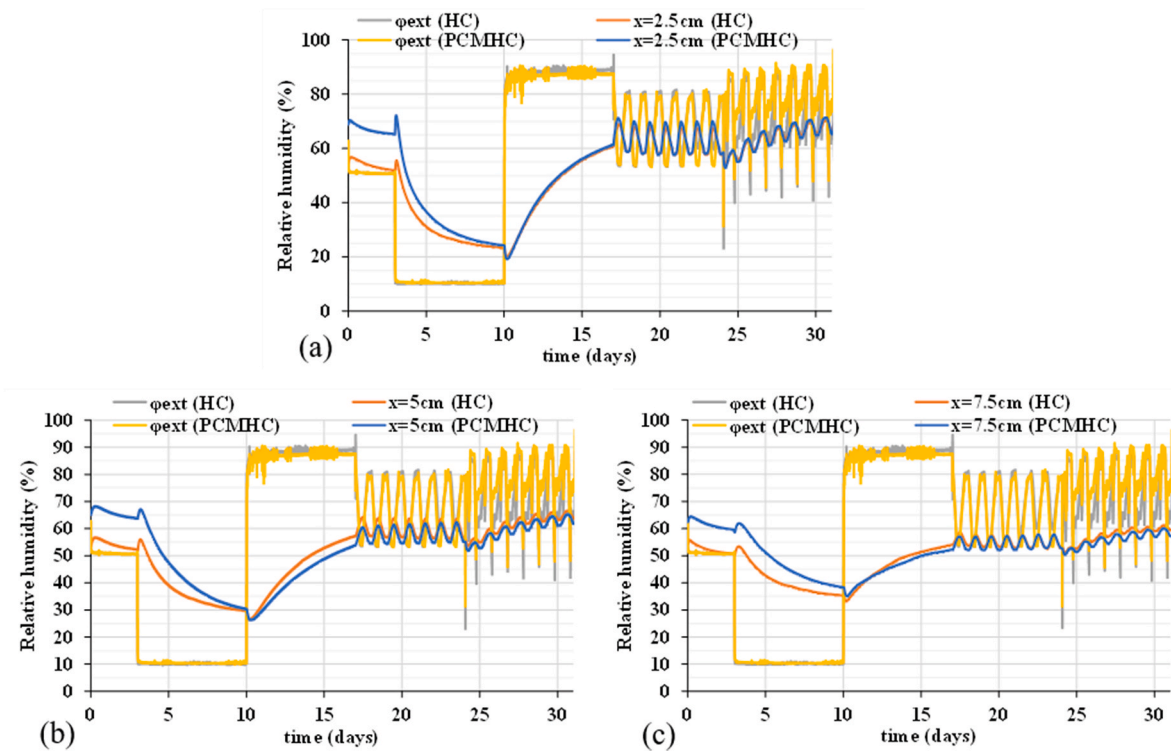 φext (HC) x=2.5cm (HC)
φext (PCMHC) x=2.5cm (PCMHC)
Relative humidity (%)
100
80
60
40
20
0
0 5 10 15 20 25 30
time (days)
(a)
φext (HC) x=5cm (HC)
φext (PCMHC) x=5cm (PCMHC)
Relative humidity (%)
100
90
80
70
60
50
40
30
20
10
0
0 5 10 15 20 25 30
time (days)
(b)
φext (HC) x=7.5cm (HC)
φext (PCMHC) x=7.5cm (PCMHC)
Relative humidity (%)
100
90
80
70
60
50
40
30
20
10
0
0 5 10 15 20 25 30
time (days)
(c)